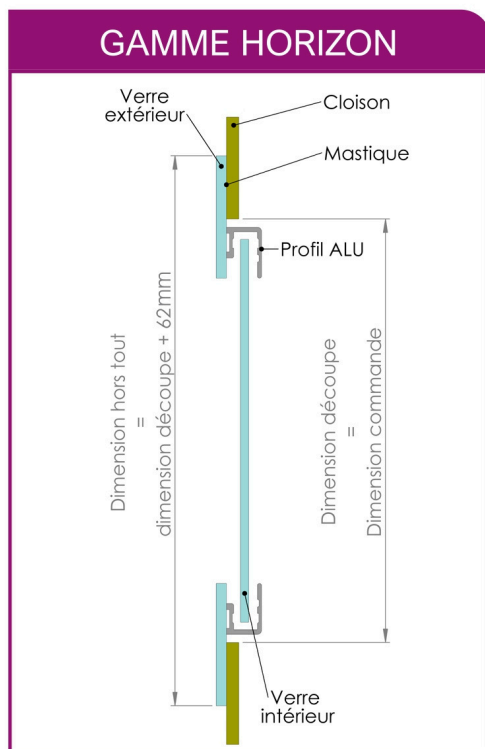 GAMME HORIZON
Verre
extérieur
Cloison
Mastique
Profil ALU
Dimension hors tout
=
dimension découpe + 62mm
Dimension découpe
=
Dimension commande
Verre
intérieur